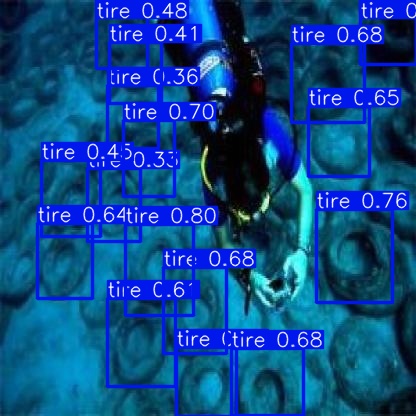 tire 0.48
tire 0
tire 0.41
tire 0.68
tire 0.36
tire 0.65
tire 0.70
tire 0.45
0.33
tire 0.76
tire 0.64
tire 0.80
tire 0.68
tire 0.61
tire
tire 0.68